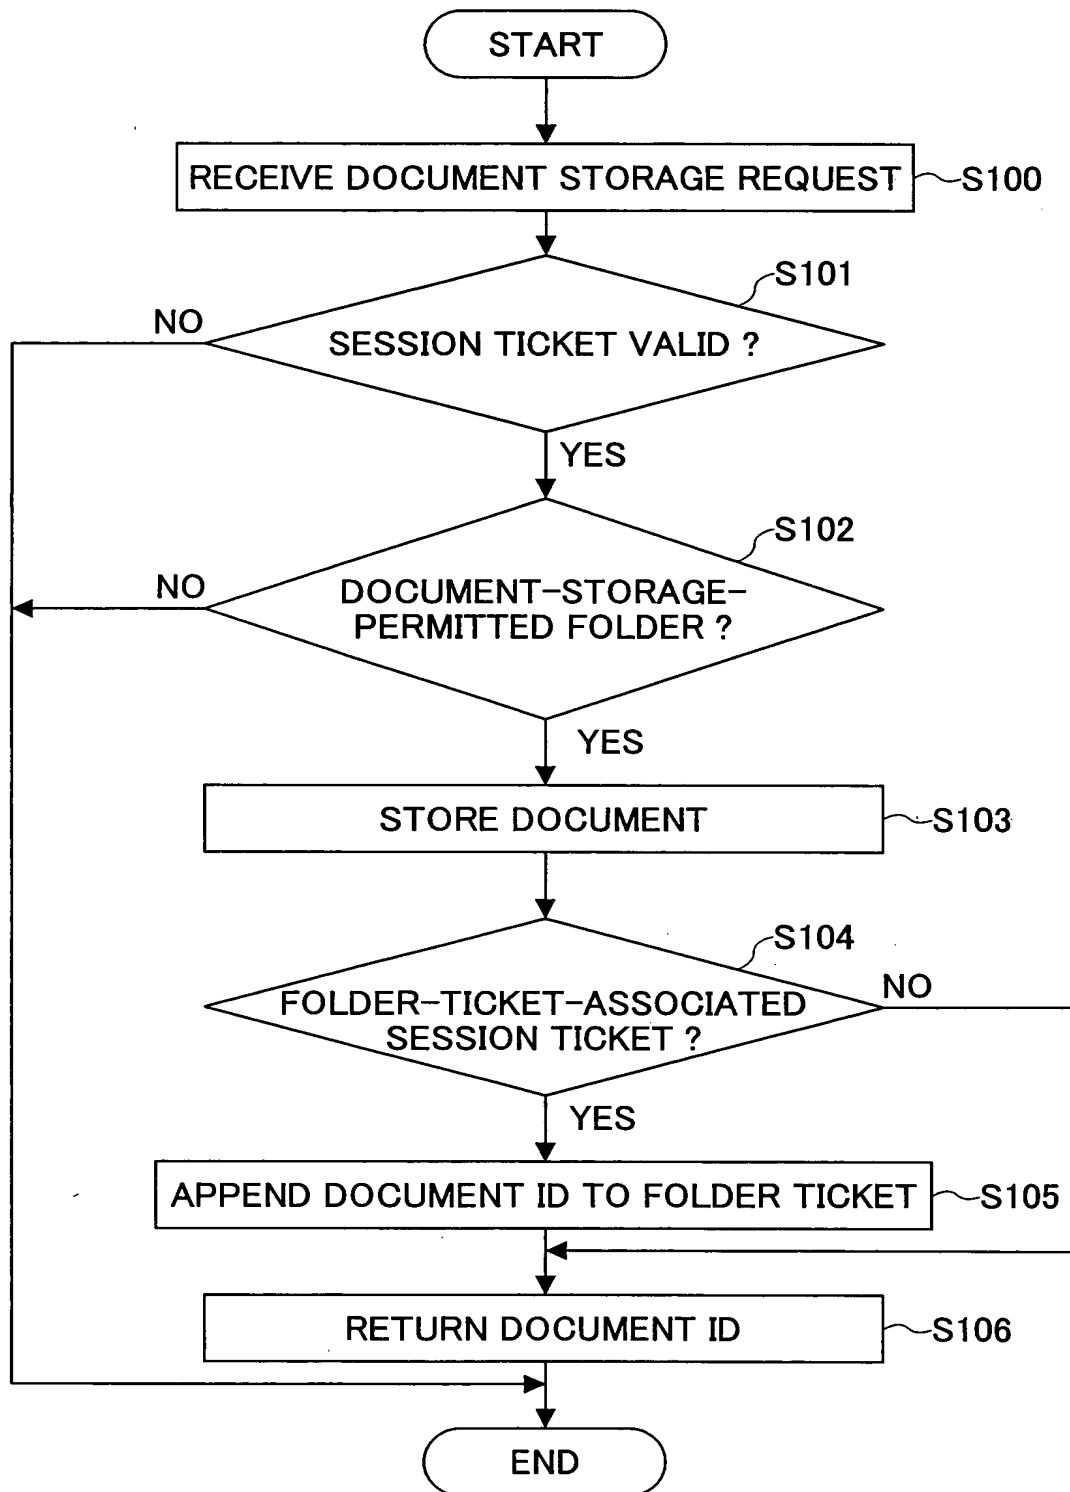 START
RECEIVE DOCUMENT STORAGE REQUEST
S100
S101
NO
SESSION TICKET VALID ?
YES
S102
NO
DOCUMENT-STORAGE-
PERMITTED FOLDER ?
YES
STORE DOCUMENT
S103
S104
NO
FOLDER-TICKET-ASSOCIATED
SESSION TICKET ?
YES
APPEND DOCUMENT ID TO FOLDER TICKET
S105
RETURN DOCUMENT ID
S106
END